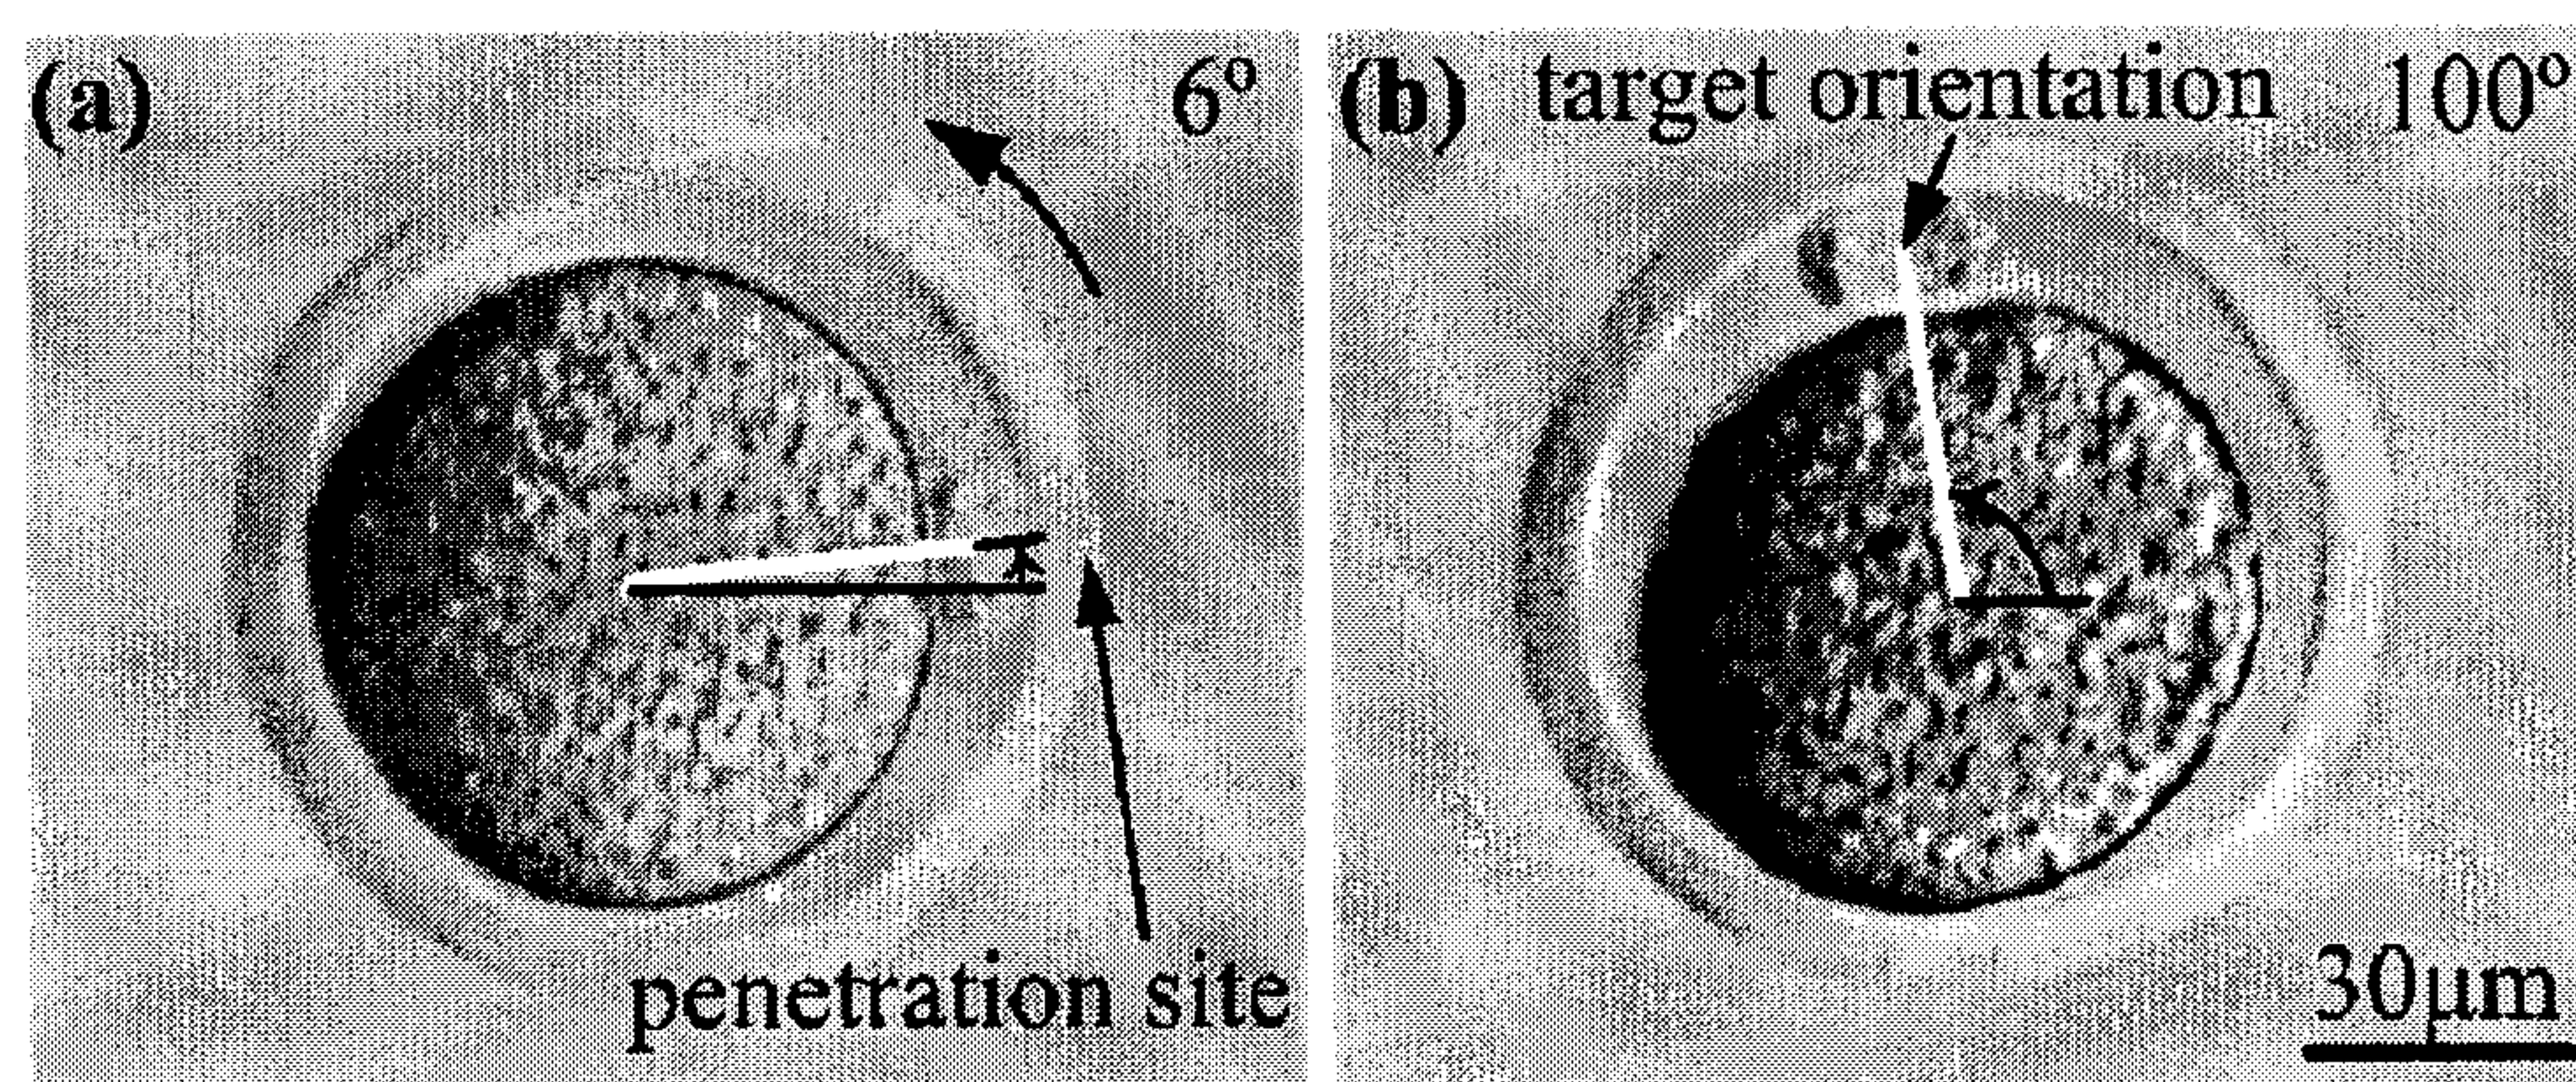 (a) 6°
penetration site
(b) target orientation 100°
30μm